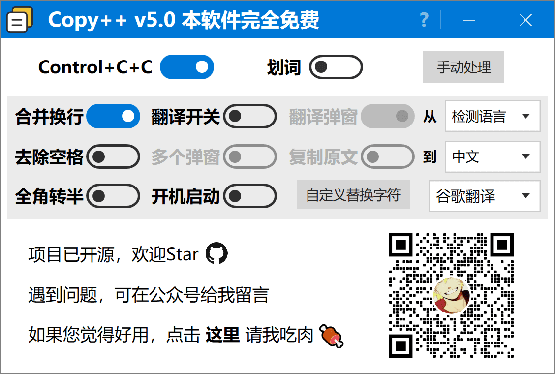 Copy++ v5.0 本软件完全免费 ?
Control+C+C 划词 手动处理
合并换行 翻译开关 翻译弹窗 从 检测语言
去除空格 多个弹窗 复制原文 到 中文
全角转半 开机启动 自定义替换字符 谷歌翻译
项目已开源，欢迎Star
遇到问题，可在公众号给我留言
如果您觉得好用，点击 这里 请我吃肉